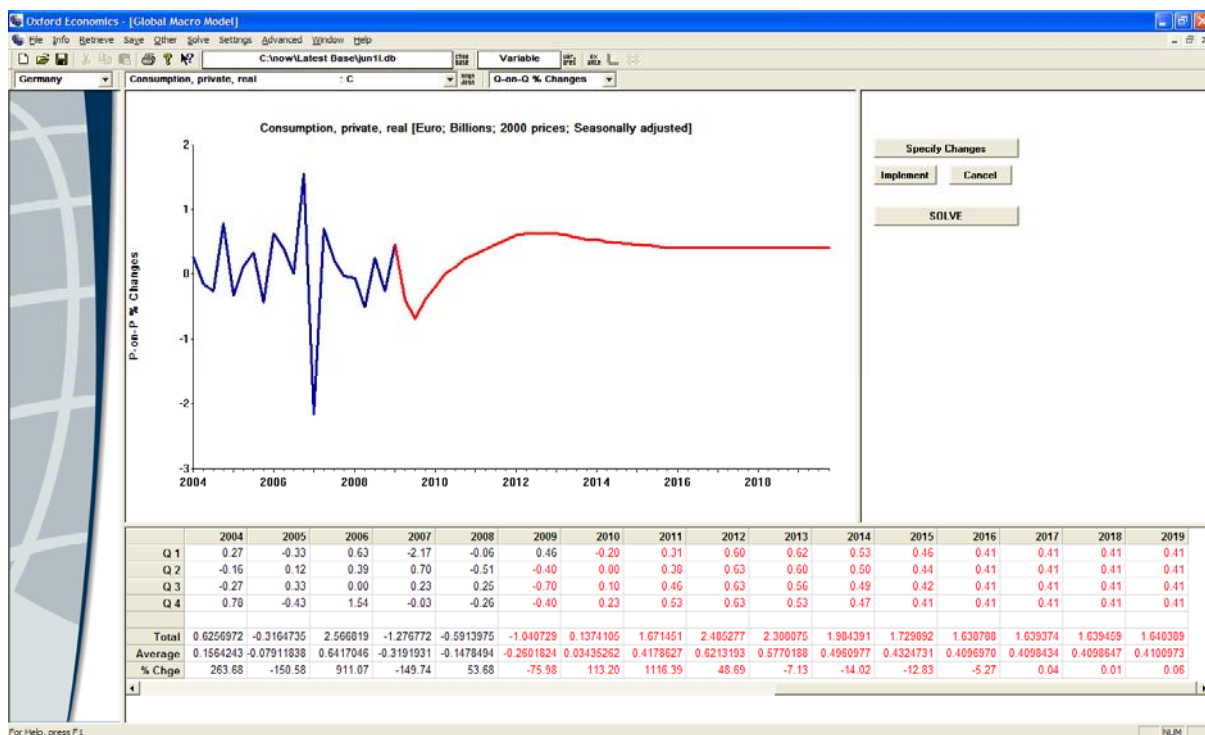 Oxford Economics - [Global Macro Model]
File Info Retrieve Save Other Solve Settings Advanced Window Help
C:\now\Latest Base\jun1l.db Variable
Germany Consumption, private, real : C Q-on-Q % Changes
Consumption, private, real [Euro; Billions; 2000 prices; Seasonally adjusted]
P-on-P % Changes
2
1
0
-1
-2
-3
2004 2006 2008 2010 2012 2014 2016 2010
Specify Changes
Implement Cancel
SOLVE
2004 2005 2006 2007 2008 2009 2010 2011 2012 2013 2014 2015 2016 2017 2018 2019
Q 1 0.27 -0.33 0.63 -2.17 -0.06 0.46 -0.20 0.31 0.60 0.62 0.53 0.46 0.41 0.41 0.41 0.41
Q 2 -0.16 0.12 0.39 0.70 -0.51 -0.40 0.00 0.38 0.63 0.60 0.50 0.44 0.41 0.41 0.41 0.41
Q 3 -0.27 0.33 0.00 0.23 0.25 -0.70 0.10 0.46 0.63 0.56 0.49 0.42 0.41 0.41 0.41 0.41
Q 4 0.78 -0.43 1.54 -0.03 -0.26 -0.40 0.23 0.53 0.63 0.53 0.47 0.41 0.41 0.41 0.41 0.41
Total 0.6256972 -0.3164735 2.566819 -1.276772 -0.5913975 -1.040729 0.1374105 1.671451 2.485277 2.308075 1.984391 1.729892 1.638788 1.639374 1.639459 1.640389
Average 0.1564243 -0.07911838 0.6417046 -0.3191931 -0.1478494 -0.2601824 0.03435262 0.4178627 0.6213193 0.5770188 0.4960977 0.4324731 0.4096970 0.4098434 0.4098647 0.4100973
% Chge 263.68 -150.58 911.07 -149.74 53.68 -75.98 113.20 1116.39 48.69 -7.13 -14.02 -12.83 -5.27 0.04 0.01 0.06
For Help, press F1
NUM